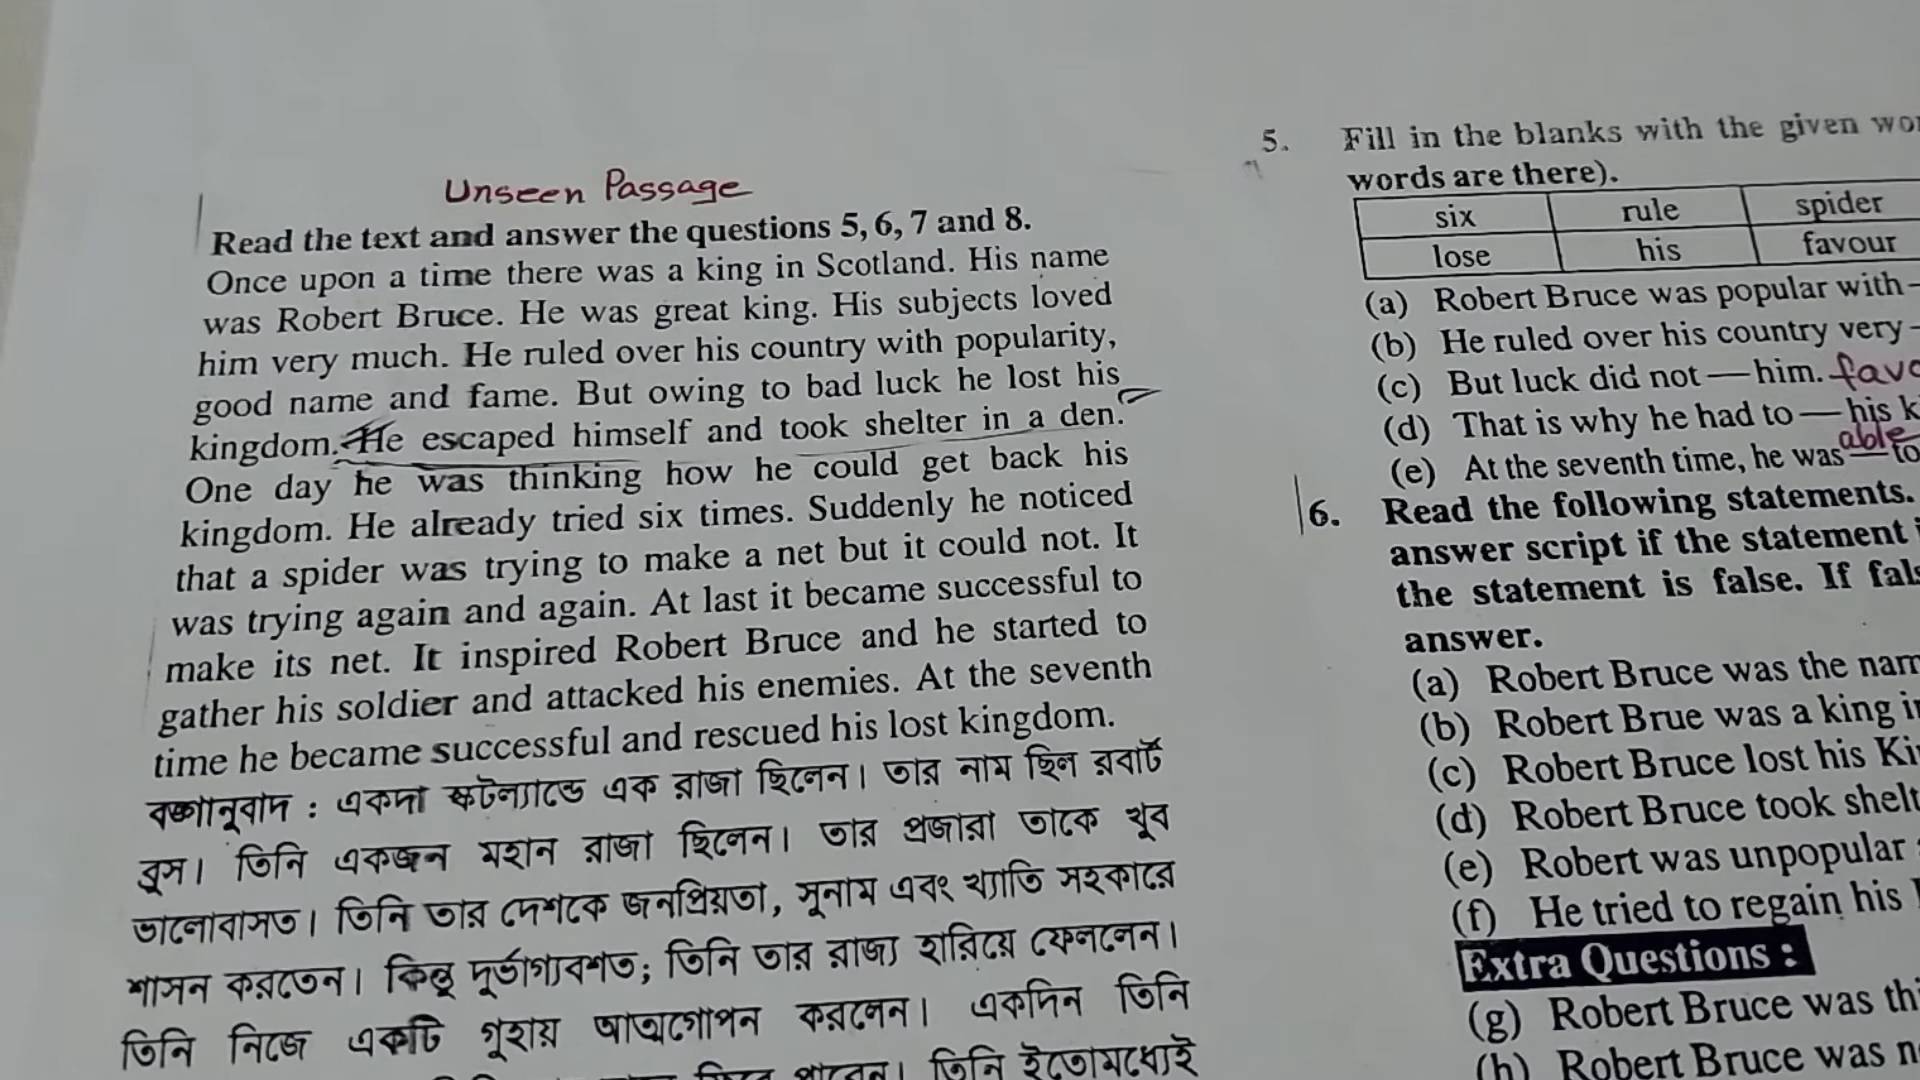 Unseen Passage
Read the text and answer the questions 5, 6, 7 and 8.
Once upon a time there was a king in Scotland. His name
was Robert Bruce. He was great king. His subjects loved
him very much. He ruled over his country with popularity,
good name and fame. But owing to bad luck he lost his
kingdom. He escaped himself and took shelter in a den.
One day he was thinking how he could get back his
kingdom. He already tried six times. Suddenly he noticed
that a spider was trying to make a net but it could not. It
was trying again and again. At last it became successful to
make its net. It inspired Robert Bruce and he started to
gather his soldier and attacked his enemies. At the seventh
time he became successful and rescued his lost kingdom.
বঙ্গানুবাদ : একদা স্কটল্যান্ডে এক রাজা ছিলেন। তার নাম ছিল রবার্ট
ব্রুস। তিনি একজন মহান রাজা ছিলেন। তার প্রজারা তাকে খুব
ভালোবাসত। তিনি তার দেশকে জনপ্রিয়তা, সুনাম এবং খ্যাতি সহকারে
শাসন করতেন। কিন্তু দুর্ভাগ্যবশত; তিনি তার রাজ্য হারিয়ে ফেললেন।
তিনি নিজে একটি গুহায় আত্মগোপন করলেন। একদিন তিনি
তিনি ইতোমধ্যেই
5. Fill in the blanks with the given
words are there).
six rule spider
lose his favour
(a) Robert Bruce was popular with—
(b) He ruled over his country very —
(c) But luck did not — him.
(d) That is why he had to — his
(e) At the seventh time, he was — able to
6. Read the following statements.
answer script if the statement
the statement is false. If
answer.
(a) Robert Bruce was the
(b) Robert Brue was a king
(c) Robert Bruce lost his
(d) Robert Bruce took
(e) Robert was unpopular
(f) He tried to regain his
Extra Questions :
(g) Robert Bruce was
(h) Robert Bruce was